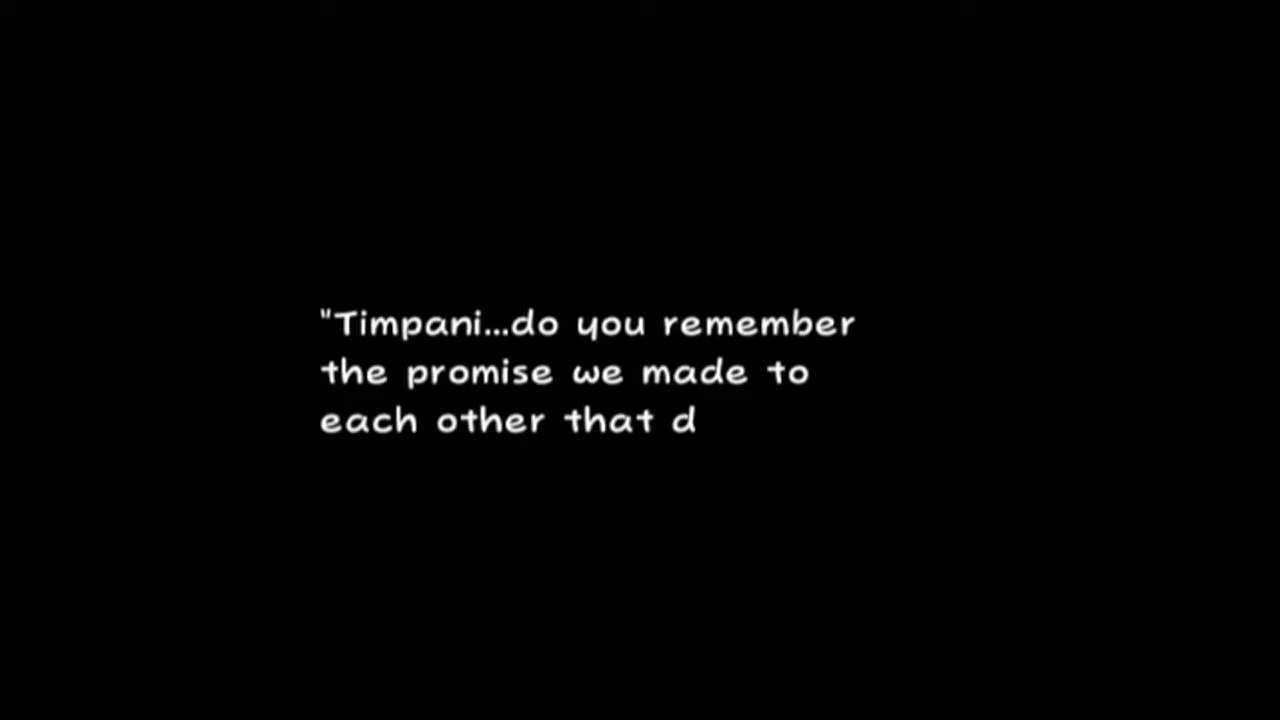 "Timpani...do you remember
the promise we made to
each other that d